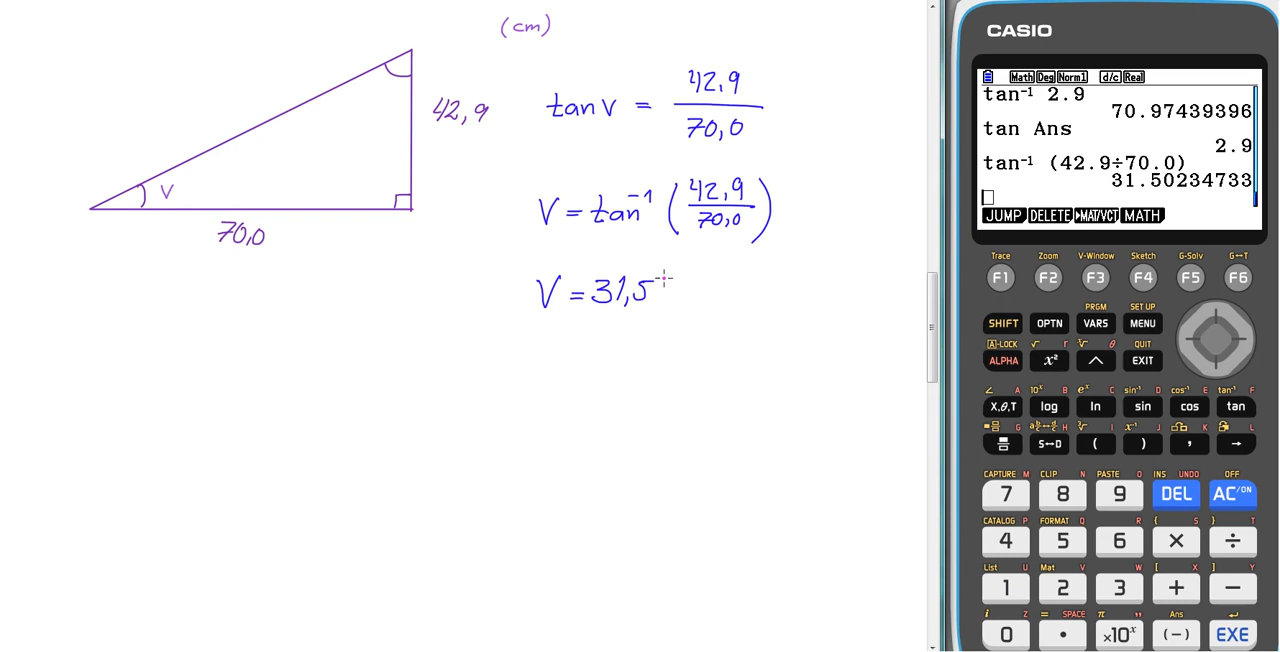 (cm)
42,9
V
70,0
tan V = 42,9 / 70,0
V = tan⁻¹ (42,9 / 70,0)
V = 31,5
CASIO
Math Deg Norm1 d/c Real
tan⁻¹ 2.9
70.97439396
tan Ans
2.9
tan⁻¹ (42.9÷70.0)
31.50234733
JUMP DELETE ▶MAT/VCT MATH
Trace Zoom V-Window Sketch G-Solv G↔T
F1 F2 F3 F4 F5 F6
PRGM SET UP
SHIFT OPTN VARS MENU
A-LOCK √ r ∛ θ QUIT
ALPHA x² ^ EXIT
∠ A 10ˣ B eˣ C sin⁻¹ D cos⁻¹ E tan⁻¹ F
X,θ,T log ln sin cos tan
G H I x⁻¹ J K L
S↔D ( ) , →
CAPTURE M CLIP N PASTE O INS UNDO OFF
7 8 9 DEL AC/ON
CATALOG P FORMAT Q R { S } T
4 5 6 × ÷
List U Mat V W [ X ] Y
1 2 3 + −
i Z = SPACE π " Ans ↵
0 • ×10ˣ (−) EXE